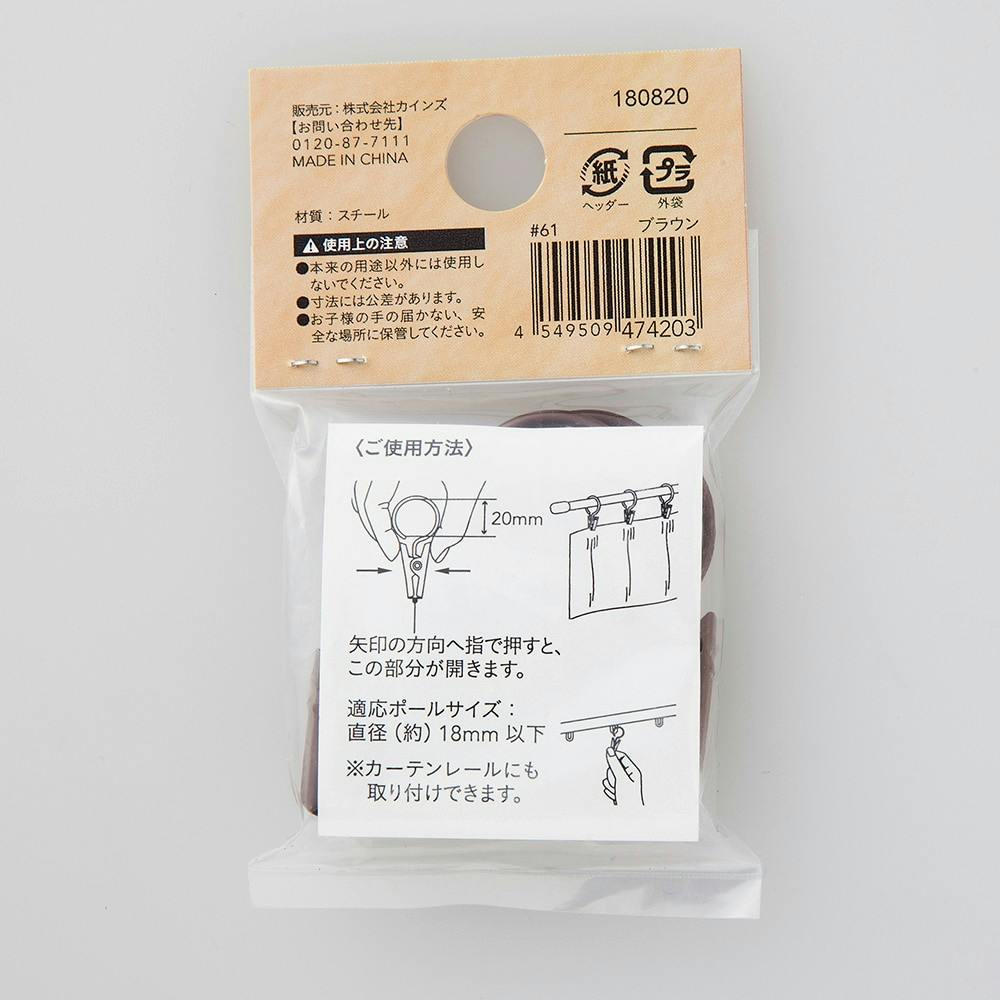 販売元：株式会社カインズ
【お問い合わせ先】
0120-87-7111
MADE IN CHINA
180820
紙
ヘッダー
プラ
外袋
材質：スチール
使用上の注意
●本来の用途以外には使用し
ないでください。
●寸法には公差があります。
●お子様の手の届かない、安
全な場所に保管してください。
#61 ブラウン
4 549509 474203
〈ご使用方法〉
20mm
矢印の方向へ指で押すと、
この部分が開きます。
適応ポールサイズ：
直径（約）18mm 以下
※カーテンレールにも
取り付けできます。